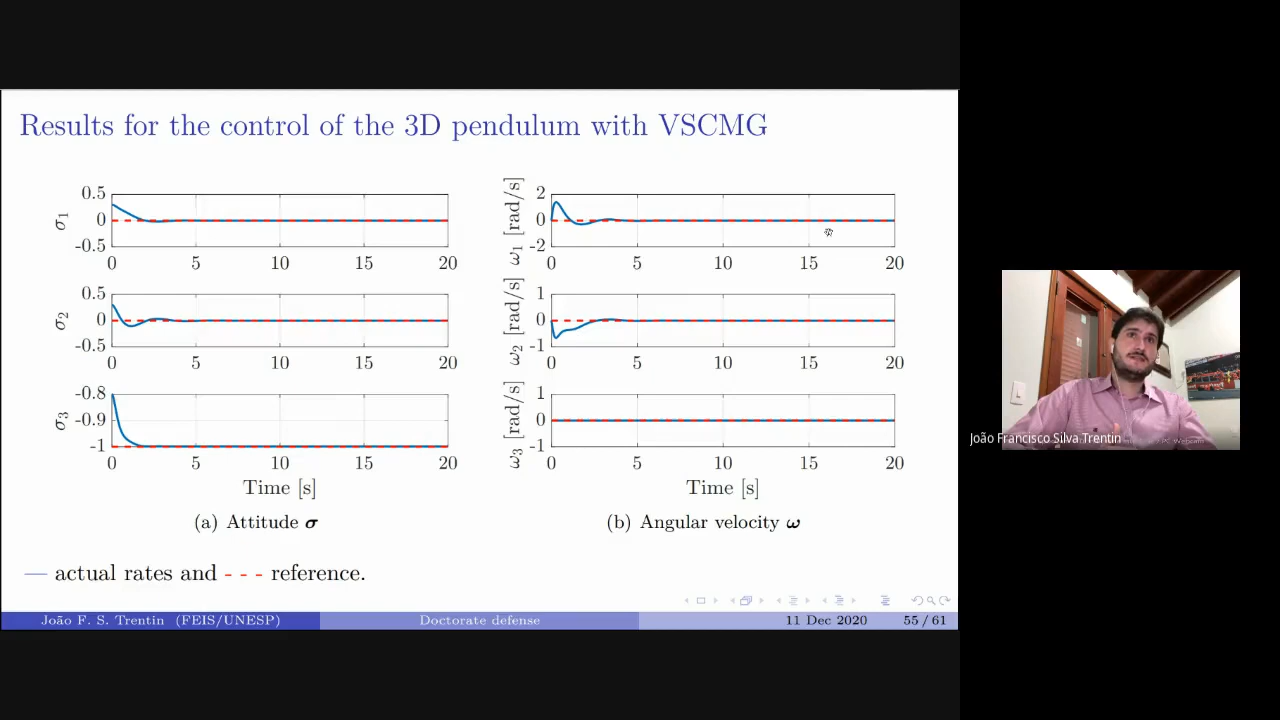 Results for the control of the 3D pendulum with VSCMG
0.5
0
-0.5
σ1
0 5 10 15 20
0.5
0
-0.5
σ2
0 5 10 15 20
-0.8
-0.9
-1
σ3
0 5 10 15 20
Time [s]
(a) Attitude σ
2
0
-2
ω1 [rad/s]
0 5 10 15 20
1
0
-1
ω2 [rad/s]
0 5 10 15 20
1
0
-1
ω3 [rad/s]
0 5 10 15 20
Time [s]
(b) Angular velocity ω
— actual rates and - - - reference.
João F. S. Trentin (FEIS/UNESP) Doctorate defense 11 Dec 2020 55 / 61
João Francisco Silva Trentin